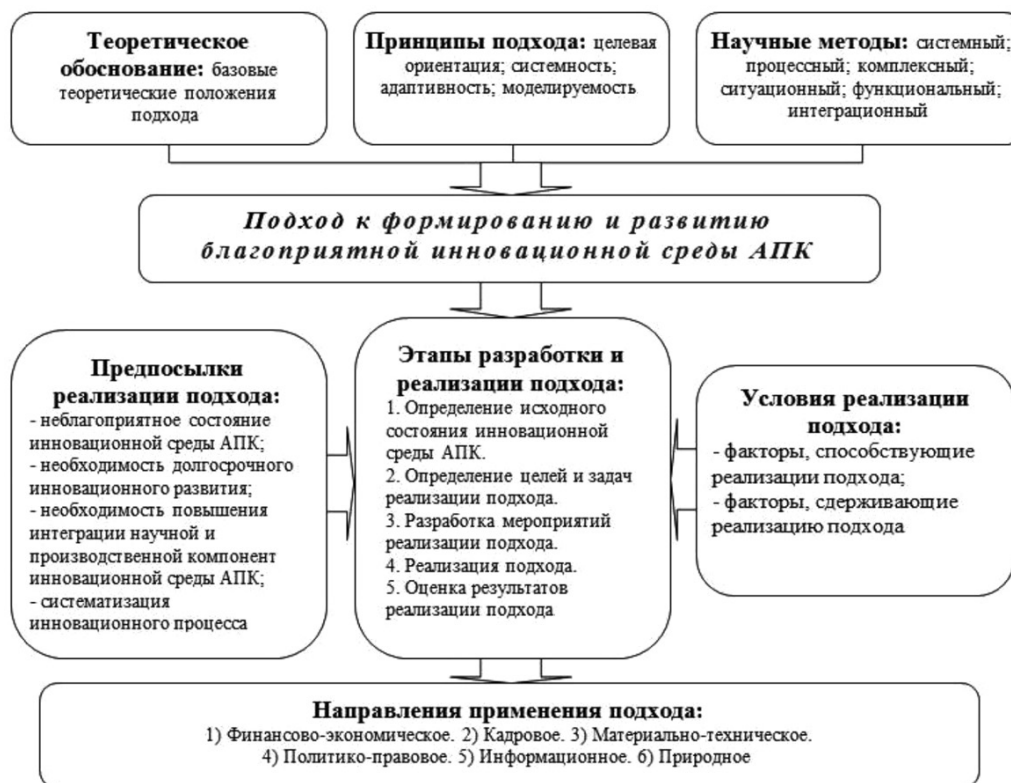 Теоретическое
обоснование: базовые
теоретические положения
подхода
Принципы подхода: целевая
ориентация; системность;
адаптивность; моделируемость
Научные методы: системный;
процессный; комплексный;
ситуационный; функциональный;
интеграционный
Подход к формированию и развитию
благоприятной инновационной среды АПК
Предпосылки
реализации подхода:
- неблагоприятное состояние
инновационной среды АПК;
- необходимость долгосрочного
инновационного развития;
- необходимость повышения
интеграции научной и
производственной компонент
инновационной среды АПК;
- систематизация
инновационного процесса
Этапы разработки и
реализации подхода:
1. Определение исходного
состояния инновационной
среды АПК.
2. Определение целей и задач
реализации подхода.
3. Разработка мероприятий
реализации подхода.
4. Реализация подхода.
5. Оценка результатов
реализации подхода
Условия реализации
подхода:
- факторы, способствующие
реализации подхода;
- факторы, сдерживающие
реализацию подхода
Направления применения подхода:
1) Финансово-экономическое. 2) Кадровое. 3) Материально-техническое.
4) Политико-правовое. 5) Информационное. 6) Природное